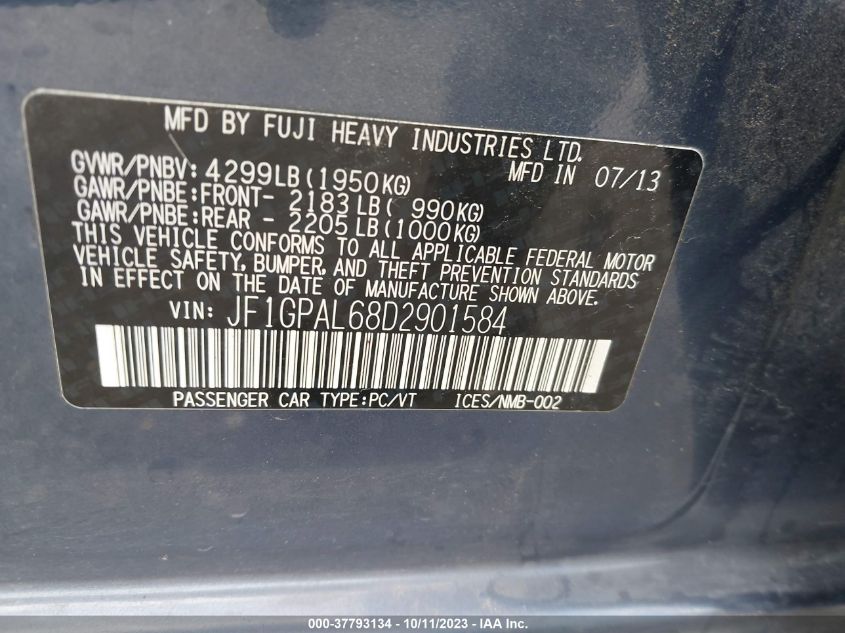 MFD BY FUJI HEAVY INDUSTRIES LTD.
GVWR/PNBV: 4299LB(1950KG) MFD IN 07/13
GAWR/PNBE:FRONT- 2183LB( 990KG)
GAWR/PNBE:REAR - 2205LB(1000KG)
THIS VEHICLE CONFORMS TO ALL APPLICABLE FEDERAL MOTOR
VEHICLE SAFETY, BUMPER, AND THEFT PREVENTION STANDARDS
IN EFFECT ON THE DATE OF MANUFACTURE SHOWN ABOVE.
VIN: JF1GPAL68D2901584
PASSENGER CAR TYPE:PC/VT ICES/NMB-002
000-37793134 - 10/11/2023 - IAA Inc.